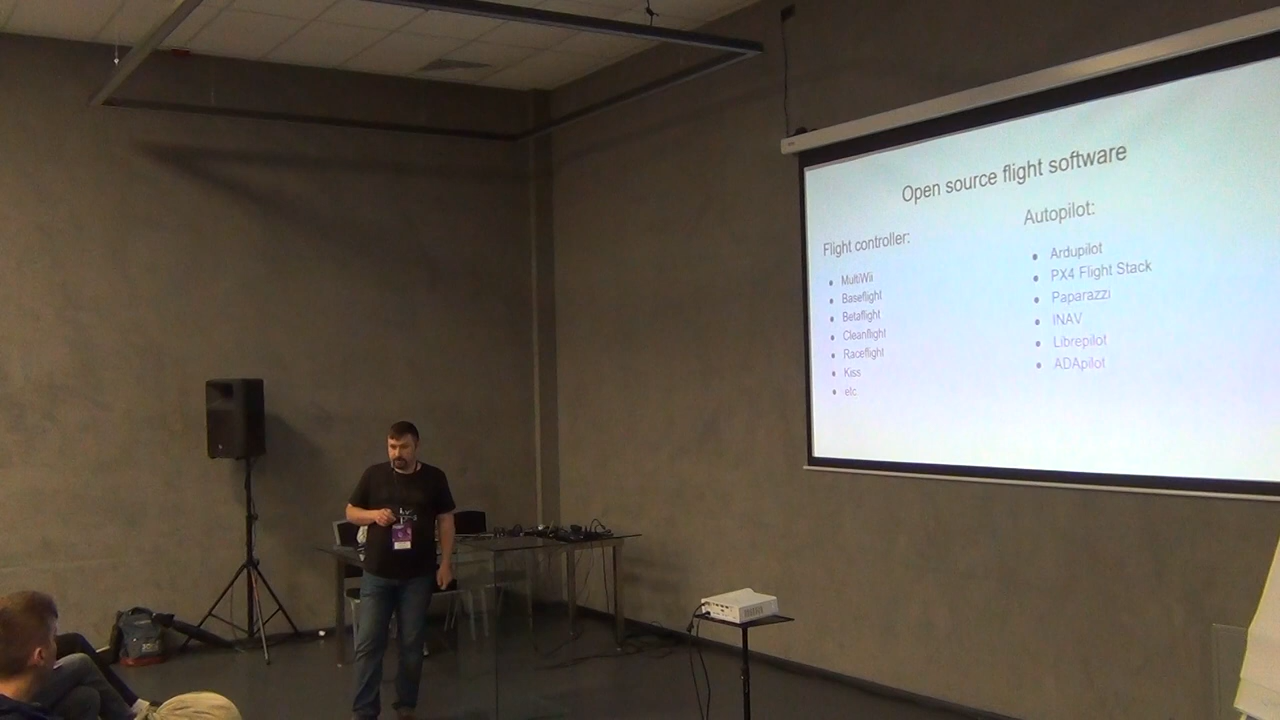 Open source flight software
Flight controller:
MultiWii
Baseflight
Betaflight
Cleanflight
Raceflight
Kiss
etc
Autopilot:
Ardupilot
PX4 Flight Stack
Paparazzi
INAV
Librepilot
ADApilot